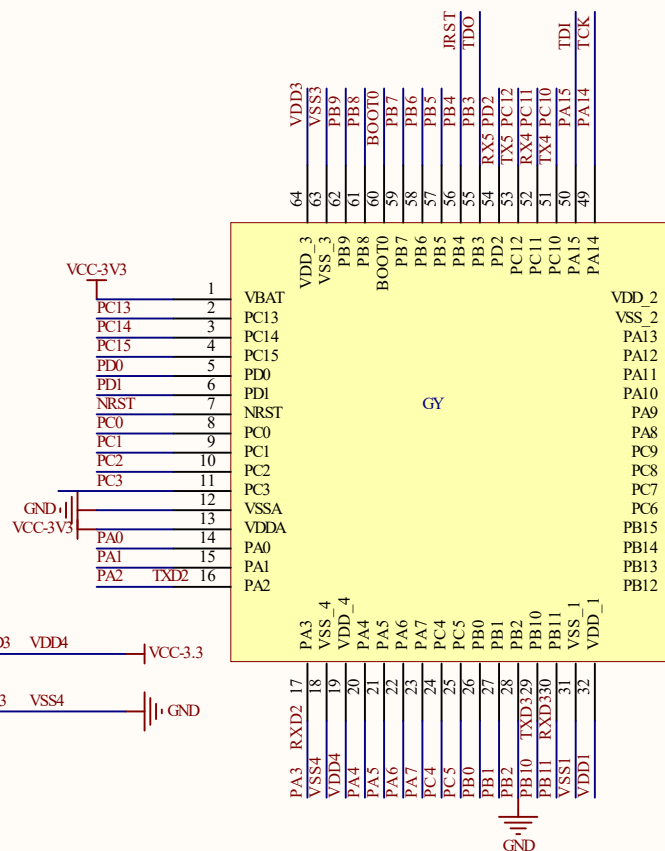 JRST TDO TDI TCK
VDD3 VSS3 PB9 PB8 BOOT0 PB7 PB6 PB5 PB4 PB3 RX5 PD2 TX5 PC12 RX4 PC11 TX4 PC10 PA15 PA14
64 63 62 61 60 59 58 57 56 55 54 53 52 51 50 49
VDD_3 VSS_3 PB9 PB8 BOOT0 PB7 PB6 PB5 PB4 PB3 PD2 PC12 PC11 PC10 PA15 PA14
VCC-3V3
1 VBAT VDD_2
PC13 2 PC13 VSS_2
PC14 3 PC14 PA13
PC15 4 PC15 PA12
PD0 5 PD0 PA11
PD1 6 PD1 PA10
NRST 7 NRST PA9
GY
PC0 8 PC0 PA8
PC1 9 PC1 PC9
PC2 10 PC2 PC8
PC3 11 PC3 PC7
GND 12 VSSA PC6
VCC-3V3 13 VDDA PB15
PA0 14 PA0 PB14
PA1 15 PA1 PB13
PA2 TXD2 16 PA2 PB12
PA3 VSS_4 VDD_4 PA4 PA5 PA6 PA7 PC4 PC5 PB0 PB1 PB2 PB10 PB11 VSS_1 VDD_1
VDD4 VCC-3.3
VSS4 GND
17 18 19 20 21 22 23 24 25 26 27 28 29 30 31 32
RXD2 TXD3 RXD3
PA3 VSS4 VDD4 PA4 PA5 PA6 PA7 PC4 PC5 PB0 PB1 PB2 PB10 PB11 VSS1 VDD1
GND